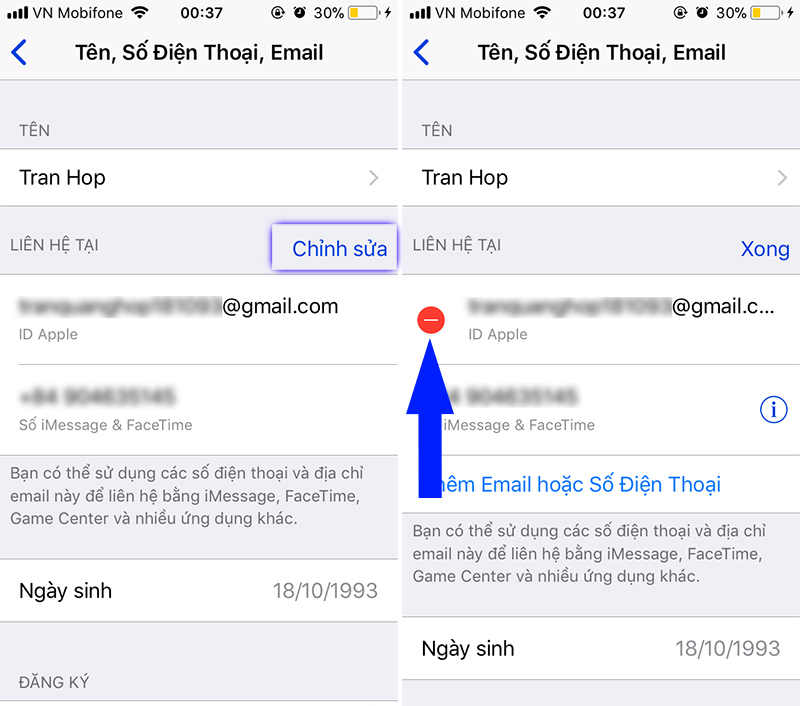 VN Mobifone 00:37 30%
Tên, Số Điện Thoại, Email
TÊN
Tran Hop
LIÊN HỆ TẠI Chỉnh sửa
@gmail.com
ID Apple
Số iMessage & FaceTime
Bạn có thể sử dụng các số điện thoại và địa chỉ
email này để liên hệ bằng iMessage, FaceTime,
Game Center và nhiều ứng dụng khác.
Ngày sinh 18/10/1993
ĐĂNG KÝ
VN Mobifone 00:37 30%
Tên, Số Điện Thoại, Email
TÊN
Tran Hop
LIÊN HỆ TẠI Xong
@gmail.c...
ID Apple
iMessage & FaceTime
hêm Email hoặc Số Điện Thoại
Bạn có thể sử dụng các số điện thoại và địa chỉ
email này để liên hệ bằng iMessage, FaceTime,
Game Center và nhiều ứng dụng khác.
Ngày sinh 18/10/1993